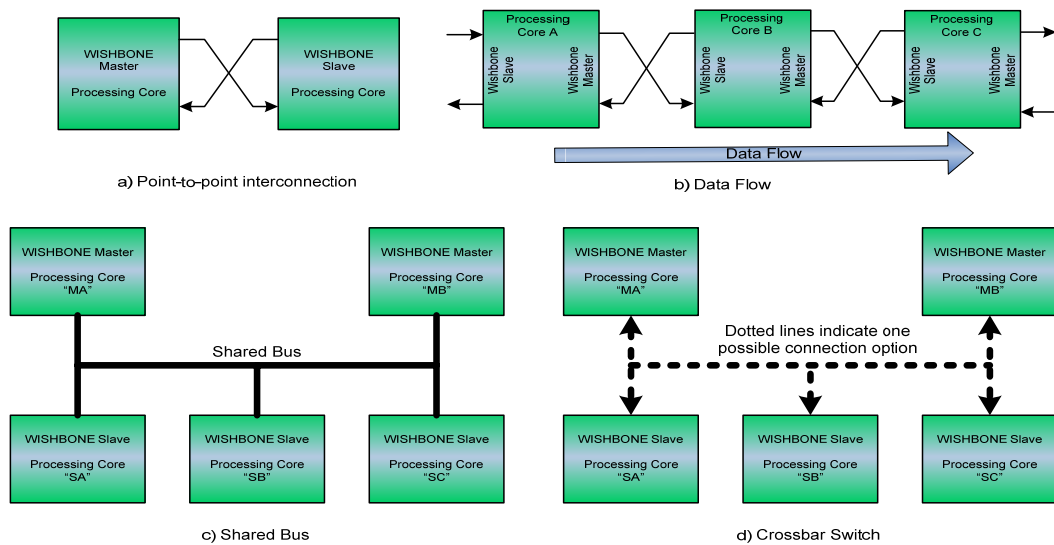 WISHBONE
Master
Processing Core
WISHBONE
Slave
Processing Core
a) Point-to-point interconnection
Processing
Core A
Wishbone
Slave
Wishbone
Master
Processing
Core B
Wishbone
Slave
Wishbone
Master
Processing
Core C
Wishbone
Slave
Wishbone
Master
Data Flow
b) Data Flow
WISHBONE Master
Processing Core
“MA”
WISHBONE Master
Processing Core
“MB”
Shared Bus
WISHBONE Slave
Processing Core
“SA”
WISHBONE Slave
Processing Core
“SB”
WISHBONE Slave
Processing Core
“SC”
c) Shared Bus
WISHBONE Master
Processing Core
“MA”
WISHBONE Master
Processing Core
“MB”
Dotted lines indicate one
possible connection option
WISHBONE Slave
Processing Core
“SA”
WISHBONE Slave
Processing Core
“SB”
WISHBONE Slave
Processing Core
“SC”
d) Crossbar Switch